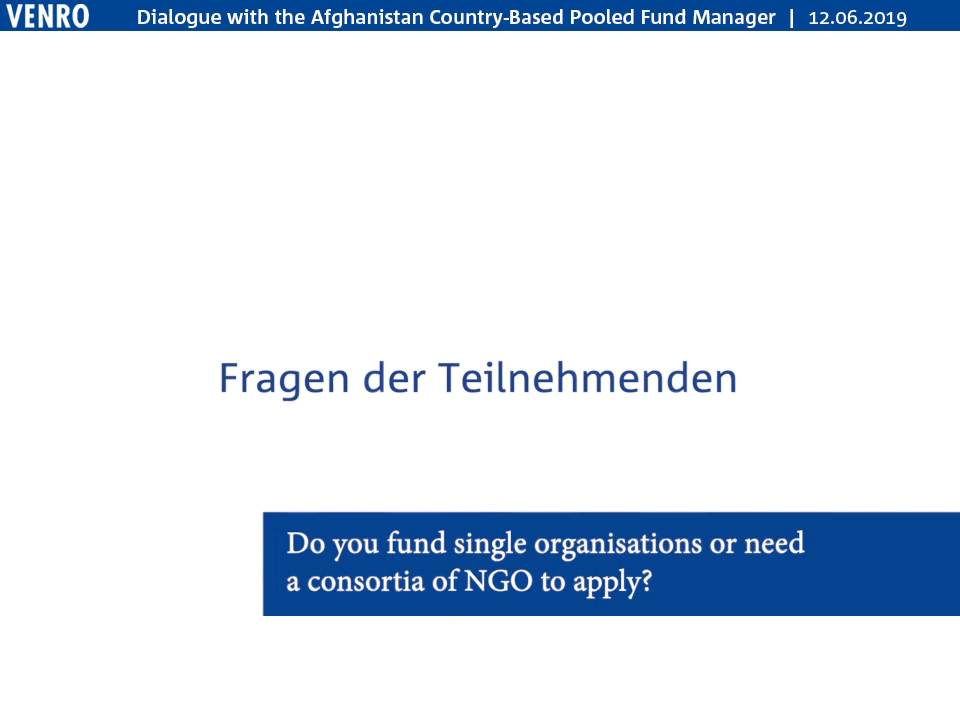 VENRO Dialogue with the Afghanistan Country-Based Pooled Fund Manager | 12.06.2019
Fragen der Teilnehmenden
Do you fund single organisations or need
a consortia of NGO to apply?